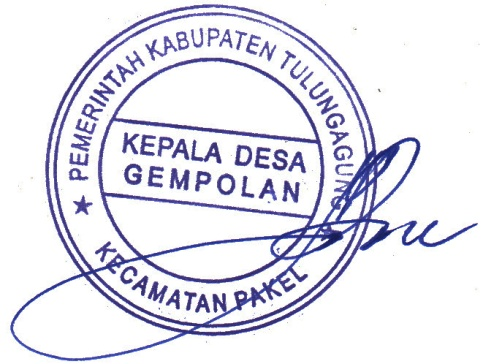 PEMERINTAH KABUPATEN TULUNGAGUNG
KEPALA DESA
GEMPOLAN
KECAMATAN PAKEL